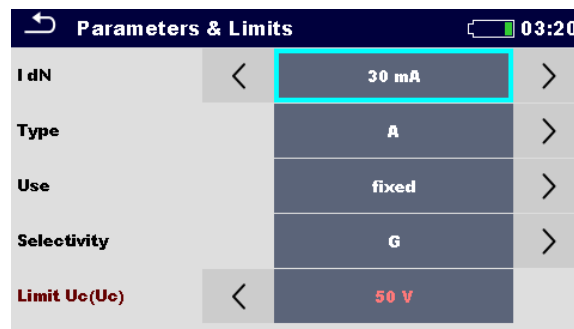 Parameters & Limits 03:20
I dN 30 mA
Type A
Use fixed
Selectivity G
Limit Uc(Uc) 50 V